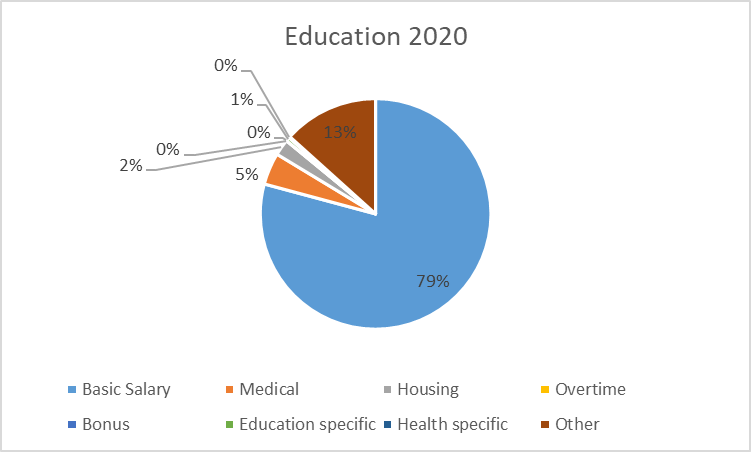 Education 2020
0%
1%
0%
13%
0%
2%
5%
79%
Basic Salary
Medical
Housing
Overtime
Bonus
Education specific
Health specific
Other